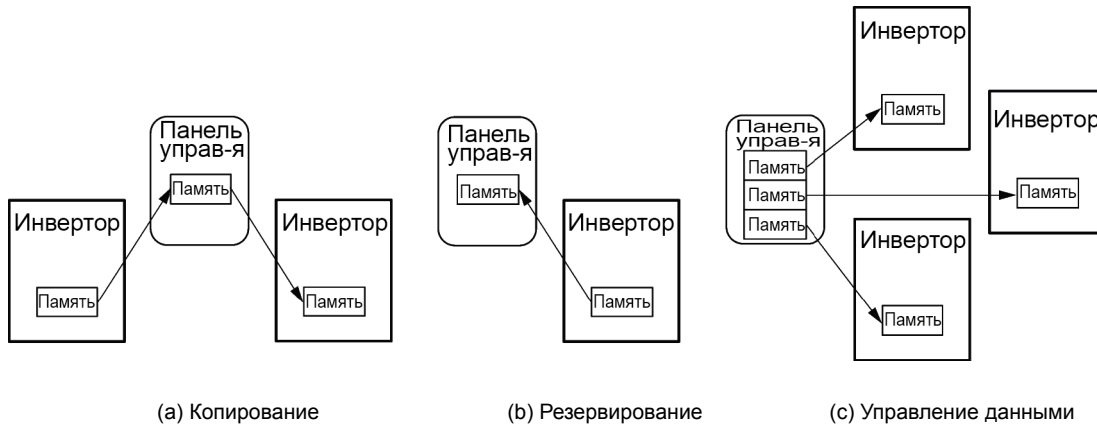 Панель
управ-я
Память
Инвертор
Память
Инвертор
Память
(a) Копирование
Панель
управ-я
Память
Инвертор
Память
(b) Резервирование
Панель
управ-я
Память
Память
Память
Инвертор
Память
Инвертор
Память
Инвертор
Память
(c) Управление данными